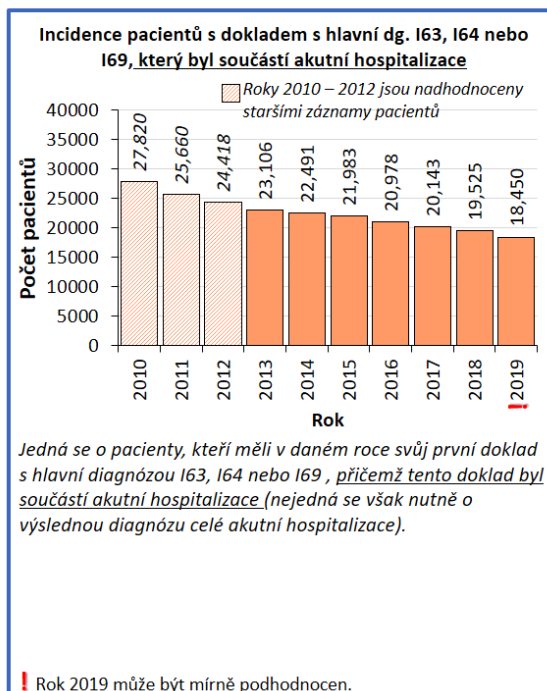 Incidence pacientů s dokladem s hlavní dg. I63, I64 nebo
I69, který byl součástí akutní hospitalizace
Roky 2010 – 2012 jsou nadhodnoceny
staršími záznamy pacientů
Počet pacientů
40000
35000
30000
25000
20000
15000
10000
5000
0
27,820
25,660
24,418
23,106
22,491
21,983
20,978
20,143
19,525
18,450
2010
2011
2012
2013
2014
2015
2016
2017
2018
! 2019
Rok
Jedná se o pacienty, kteří měli v daném roce svůj první doklad
s hlavní diagnózou I63, I64 nebo I69 , přičemž tento doklad byl
součástí akutní hospitalizace (nejedná se však nutně o
výslednou diagnózu celé akutní hospitalizace).
! Rok 2019 může být mírně podhodnocen.